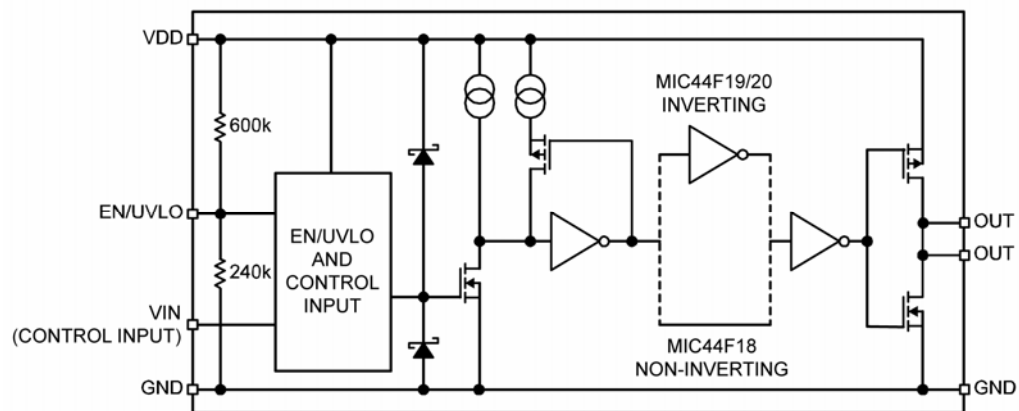 VDD
600k
EN/UVLO
240k
VIN
(CONTROL INPUT)
GND
EN/UVLO
AND
CONTROL
INPUT
MIC44F19/20
INVERTING
MIC44F18
NON-INVERTING
OUT
OUT
GND